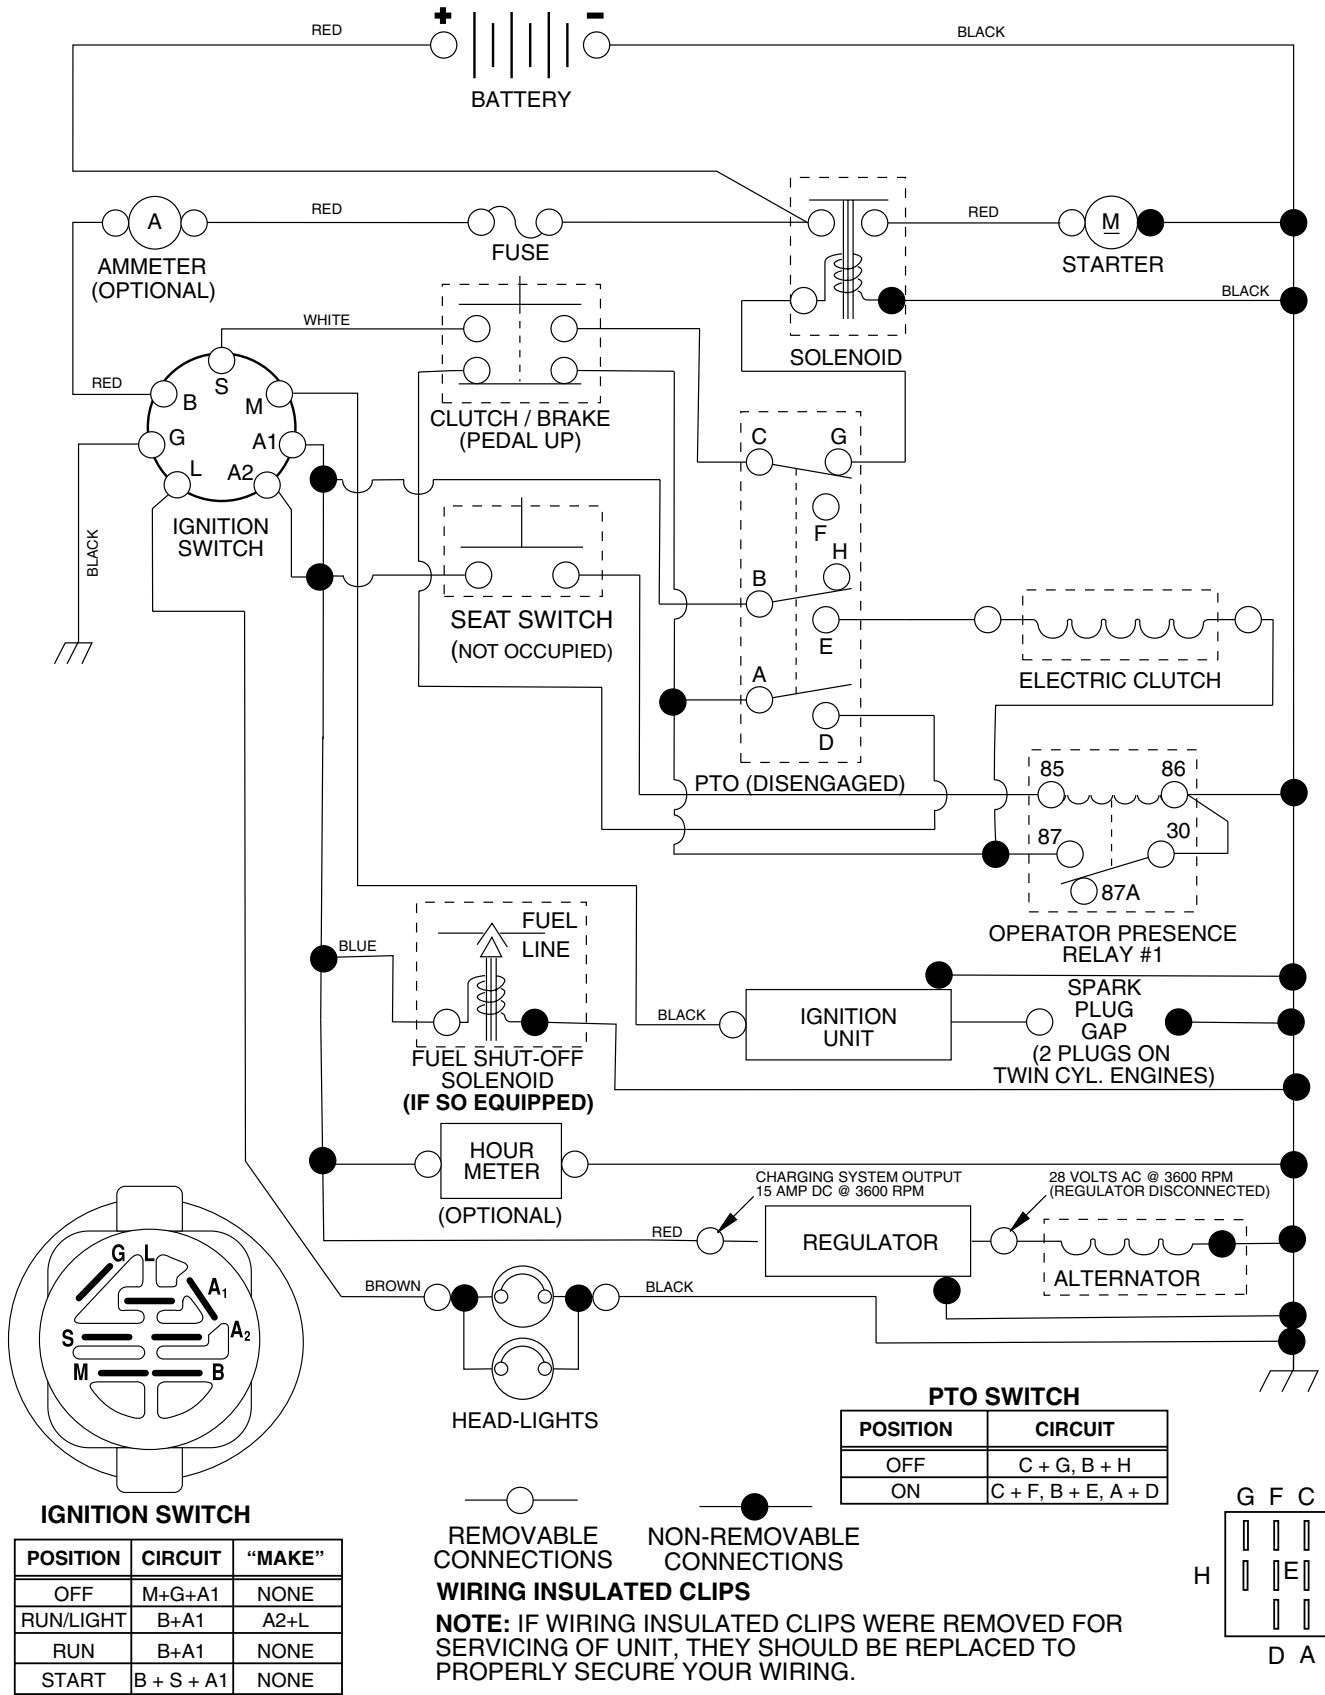 + −
RED
BLACK
BATTERY
A
RED
FUSE
RED
M
AMMETER
(OPTIONAL)
STARTER
BLACK
WHITE
SOLENOID
S
RED
B
M
CLUTCH / BRAKE
(PEDAL UP)
G
A1
L
A2
IGNITION
SWITCH
BLACK
C
G
F
H
B
E
A
D
SEAT SWITCH
(NOT OCCUPIED)
ELECTRIC CLUTCH
PTO (DISENGAGED)
85
86
87
30
87A
OPERATOR PRESENCE
RELAY #1
FUEL
LINE
BLUE
FUEL SHUT-OFF
SOLENOID
(IF SO EQUIPPED)
BLACK
IGNITION
UNIT
SPARK
PLUG
GAP
(2 PLUGS ON
TWIN CYL. ENGINES)
HOUR
METER
(OPTIONAL)
CHARGING SYSTEM OUTPUT
15 AMP DC @ 3600 RPM
28 VOLTS AC @ 3600 RPM
(REGULATOR DISCONNECTED)
RED
REGULATOR
ALTERNATOR
BROWN
BLACK
HEAD-LIGHTS
G L
A1
S
A2
M
B
IGNITION SWITCH
POSITION CIRCUIT “MAKE”
OFF M+G+A1 NONE
RUN/LIGHT B+A1 A2+L
RUN B+A1 NONE
START B + S + A1 NONE
PTO SWITCH
POSITION CIRCUIT
OFF C + G, B + H
ON C + F, B + E, A + D
REMOVABLE
CONNECTIONS
NON-REMOVABLE
CONNECTIONS
WIRING INSULATED CLIPS
NOTE: IF WIRING INSULATED CLIPS WERE REMOVED FOR
SERVICING OF UNIT, THEY SHOULD BE REPLACED TO
PROPERLY SECURE YOUR WIRING.
G F C
H
E
D A